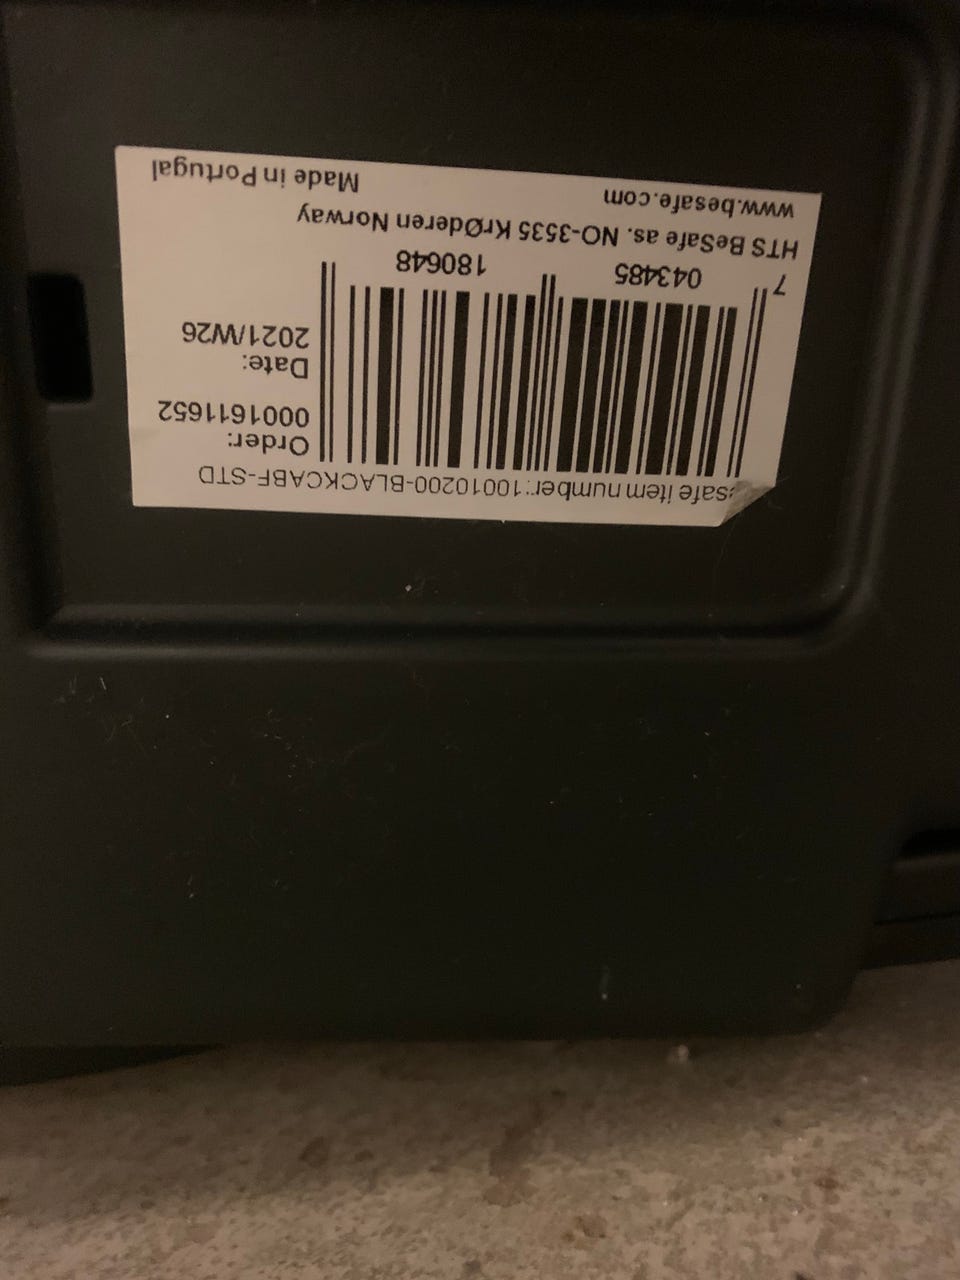 safe item number: 10010200-BLACKCABF-STD
Order:
0001611652
Date:
2021/W26
7 043485 180648
HTS BeSafe as. NO-3535 KrØderen Norway
www.besafe.com Made in Portugal